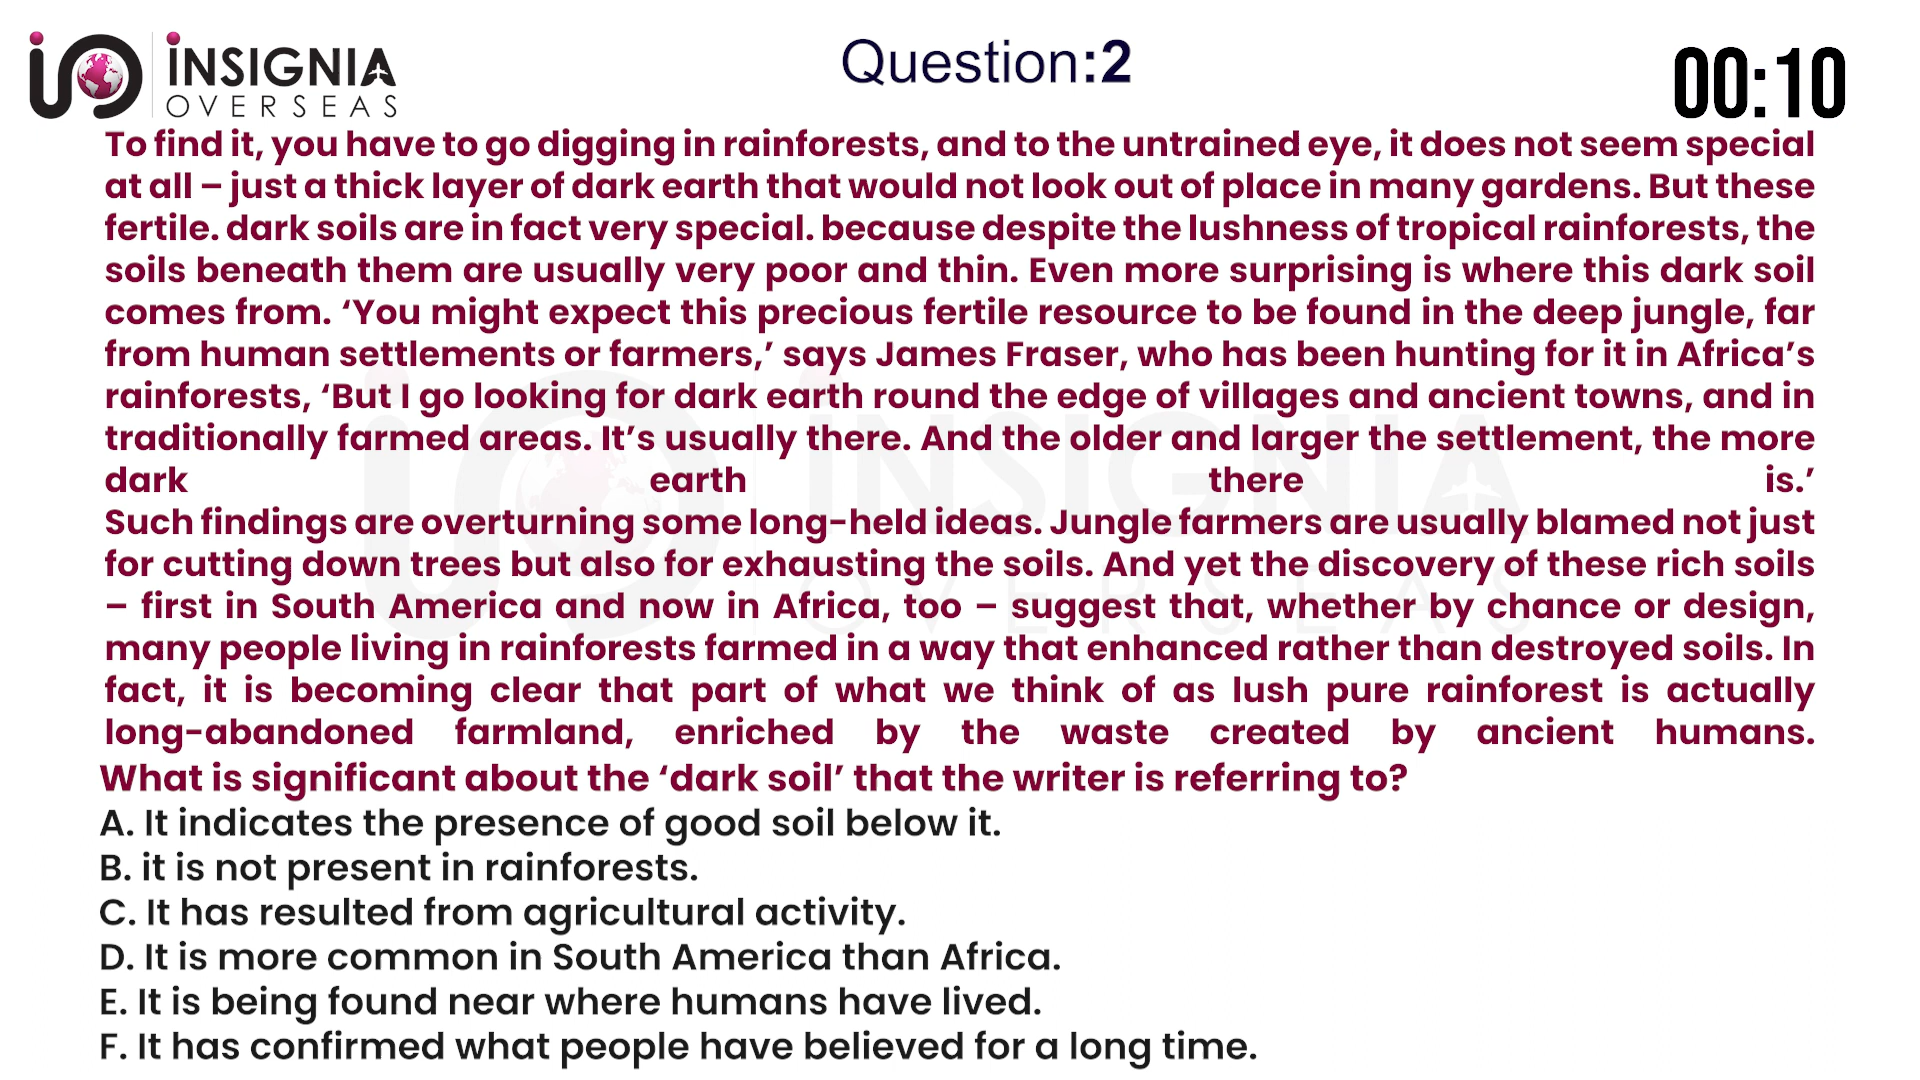 INSIGNIA
OVERSEAS
Question:2
00:10
To find it, you have to go digging in rainforests, and to the untrained eye, it does not seem special
at all – just a thick layer of dark earth that would not look out of place in many gardens. But these
fertile. dark soils are in fact very special. because despite the lushness of tropical rainforests, the
soils beneath them are usually very poor and thin. Even more surprising is where this dark soil
comes from. ‘You might expect this precious fertile resource to be found in the deep jungle, far
from human settlements or farmers,’ says James Fraser, who has been hunting for it in Africa’s
rainforests, ‘But I go looking for dark earth round the edge of villages and ancient towns, and in
traditionally farmed areas. It’s usually there. And the older and larger the settlement, the more
dark earth there is.’
Such findings are overturning some long-held ideas. Jungle farmers are usually blamed not just
for cutting down trees but also for exhausting the soils. And yet the discovery of these rich soils
– first in South America and now in Africa, too – suggest that, whether by chance or design,
many people living in rainforests farmed in a way that enhanced rather than destroyed soils. In
fact, it is becoming clear that part of what we think of as lush pure rainforest is actually
long-abandoned farmland, enriched by the waste created by ancient humans.
What is significant about the ‘dark soil’ that the writer is referring to?
A. It indicates the presence of good soil below it.
B. it is not present in rainforests.
C. It has resulted from agricultural activity.
D. It is more common in South America than Africa.
E. It is being found near where humans have lived.
F. It has confirmed what people have believed for a long time.